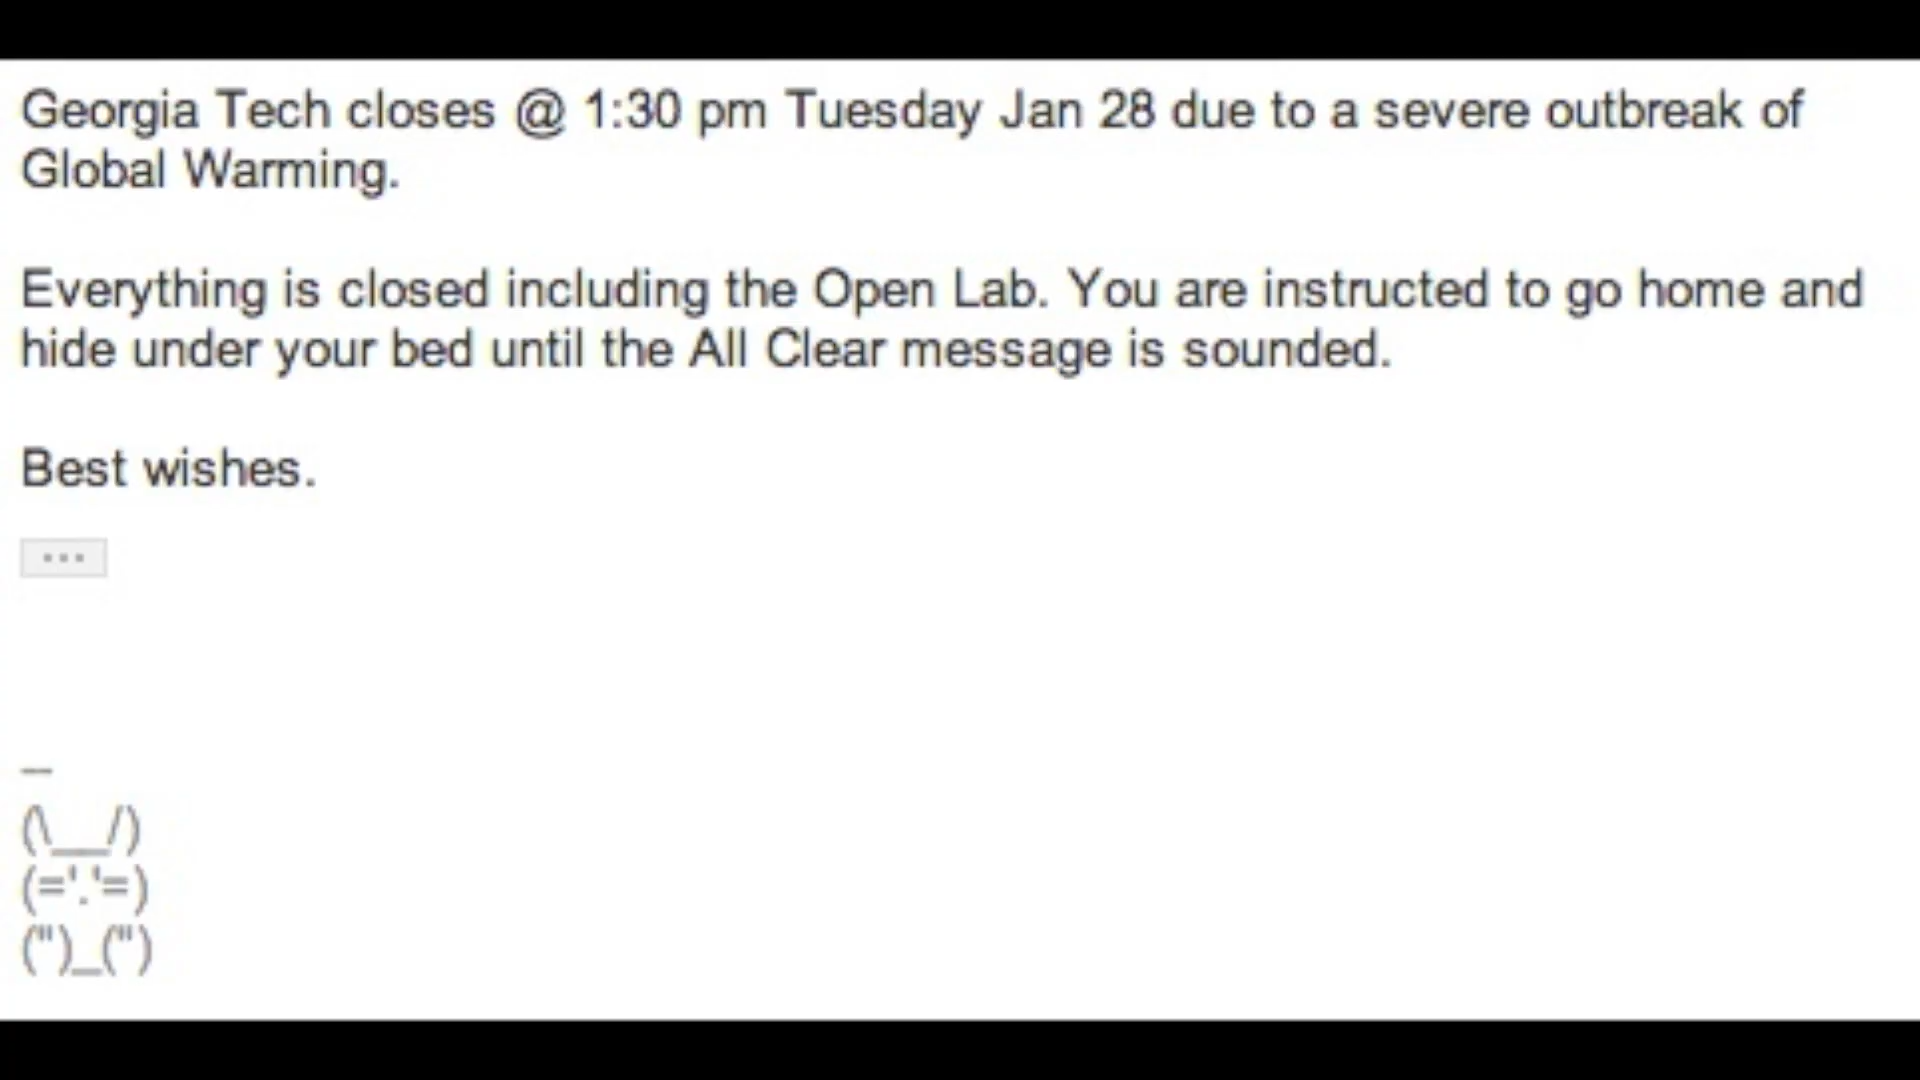 Georgia Tech closes @ 1:30 pm Tuesday Jan 28 due to a severe outbreak of
Global Warming.
Everything is closed including the Open Lab. You are instructed to go home and
hide under your bed until the All Clear message is sounded.
Best wishes.
...
--
(\__/)
(='.'=)
(")_(")